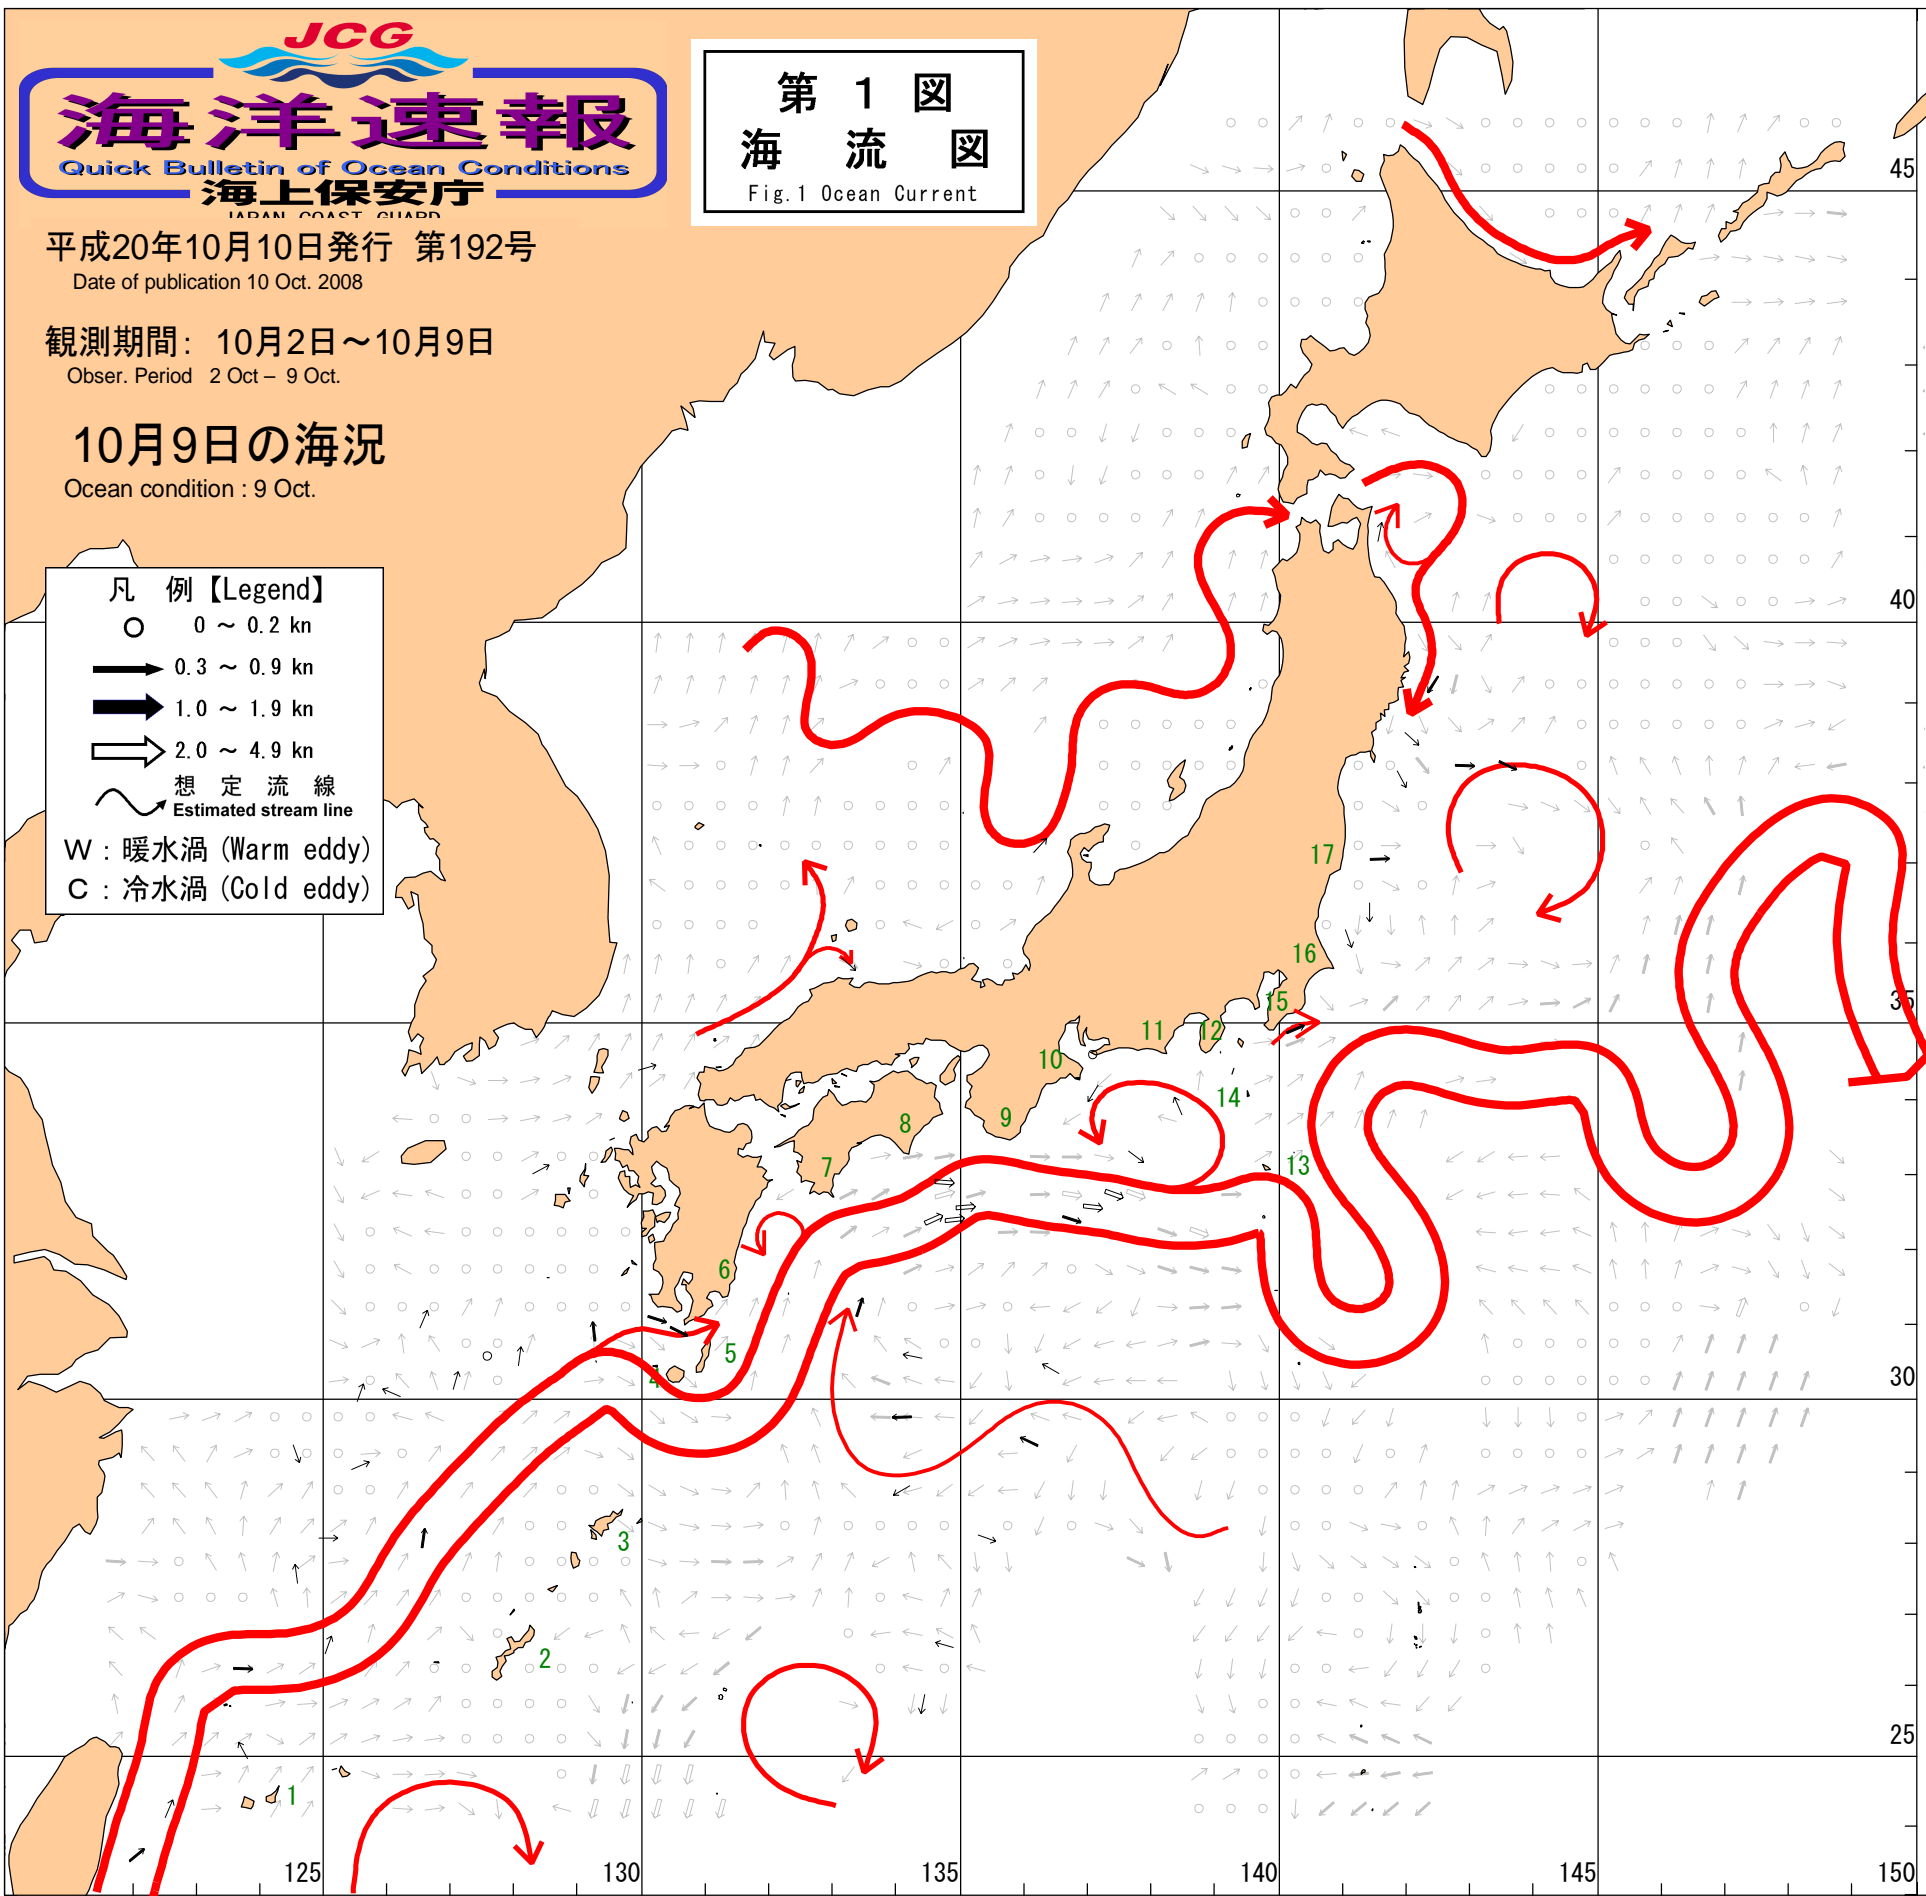 JCG
海洋速報
Quick Bulletin of Ocean Conditions
海上保安庁
JAPAN COAST GUARD
平成20年10月10日発行 第192号
Date of publication 10 Oct. 2008
観測期間： 10月2日～10月9日
Obser. Period 2 Oct – 9 Oct.
10月9日の海況
Ocean condition : 9 Oct.
第 1 図
海 流 図
Fig.1 Ocean Current
凡 例【Legend】
0 ～ 0.2 kn
0.3 ～ 0.9 kn
1.0 ～ 1.9 kn
2.0 ～ 4.9 kn
想 定 流 線
Estimated stream line
W : 暖水渦 (Warm eddy)
C : 冷水渦 (Cold eddy)
45
40
17
16
35
15
12
11
10
14
9
8
13
7
6
5
4
30
3
2
25
1
125
130
135
140
145
150